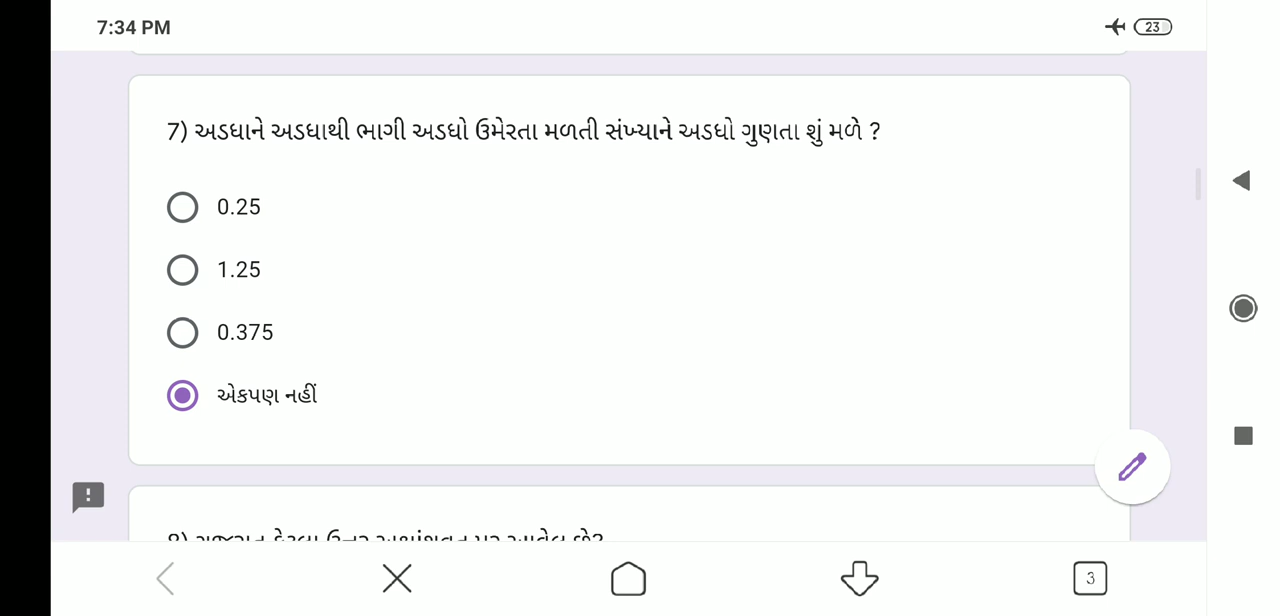 7:34 PM
23
7) અડધાને અડધાથી ભાગી અડધો ઉમેરતા મળતી સંખ્યાને અડધો ગુણતા શું મળે ?
0.25
1.25
0.375
એકપણ નહીં
3